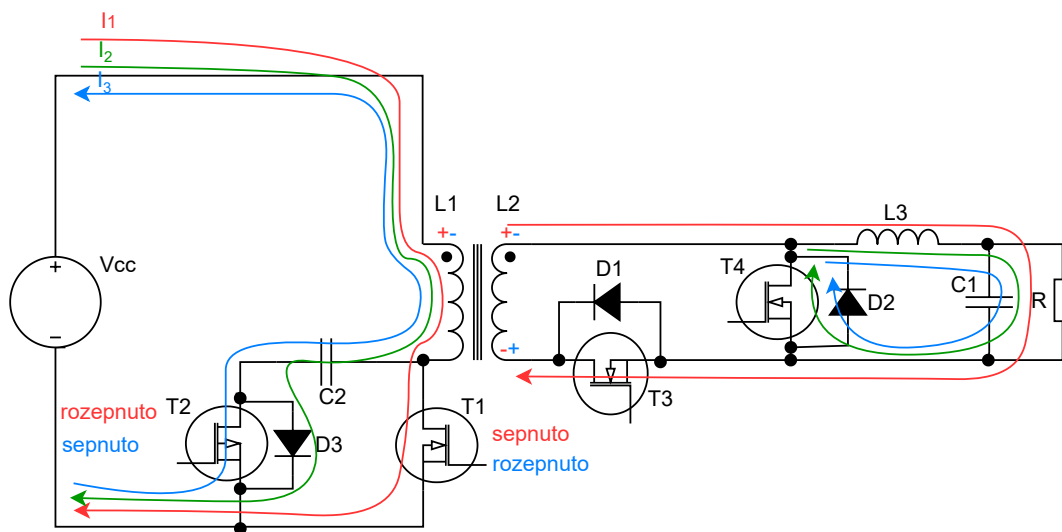 I1
I2
I3
L1
L2
+-
+-
L3
Vcc
+
−
D1
T4
D2
C1
R
-+
C2
T3
T2
T1
rozepnuto
sepnuto
D3
sepnuto
rozepnuto